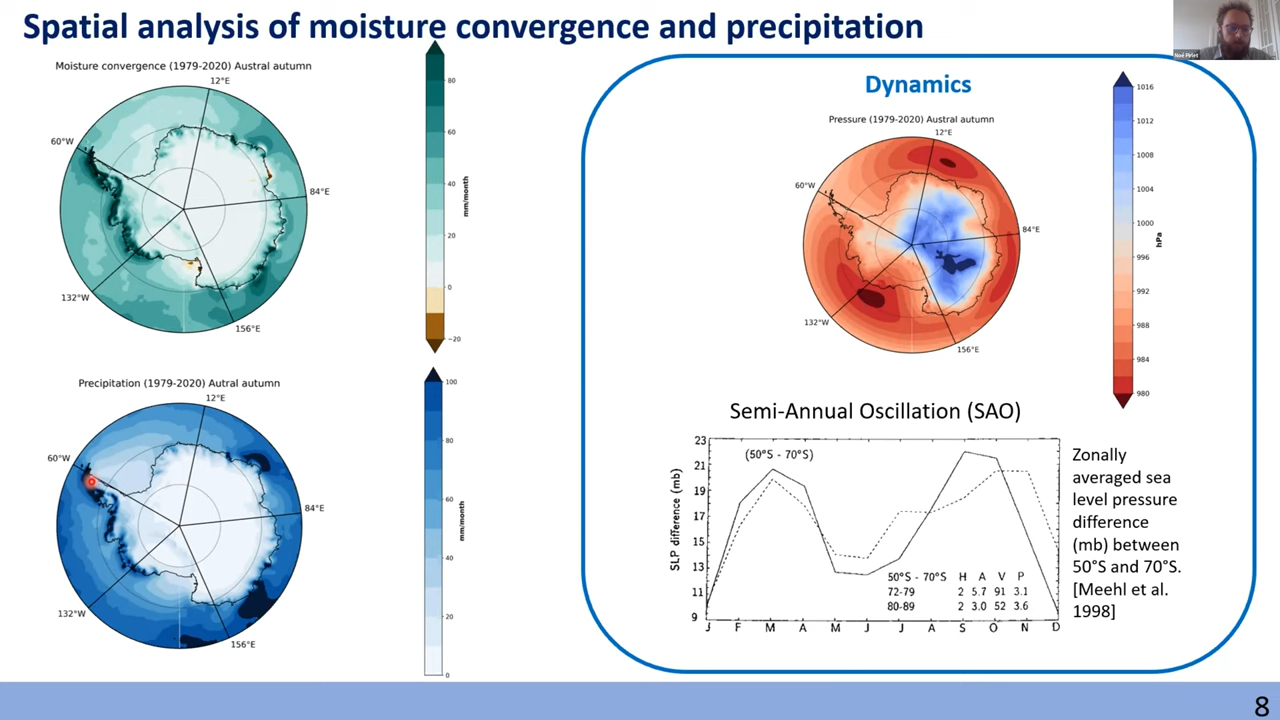 Spatial analysis of moisture convergence and precipitation
Noé Pirlet
Moisture convergence (1979-2020) Austral autumn
12°E
60°W
84°E
132°W
156°E
80
60
40
20
0
−20
mm/month
Precipitation (1979-2020) Autral autumn
12°E
60°W
84°E
132°W
156°E
100
80
60
40
20
0
mm/month
Dynamics
Pressure (1979-2020) Austral autumn
12°E
60°W
84°E
132°W
156°E
1016
1012
1008
1004
1000
996
992
988
984
980
hPa
Semi-Annual Oscillation (SAO)
(50°S - 70°S)
SLP difference (mb)
23
21
19
17
15
13
11
9
50°S - 70°S H A V P
72-79 2 5.7 91 3.1
80-89 2 3.0 52 3.6
J F M A M J J A S O N D
Zonally
averaged sea
level pressure
difference
(mb) between
50°S and 70°S.
[Meehl et al.
1998]
8